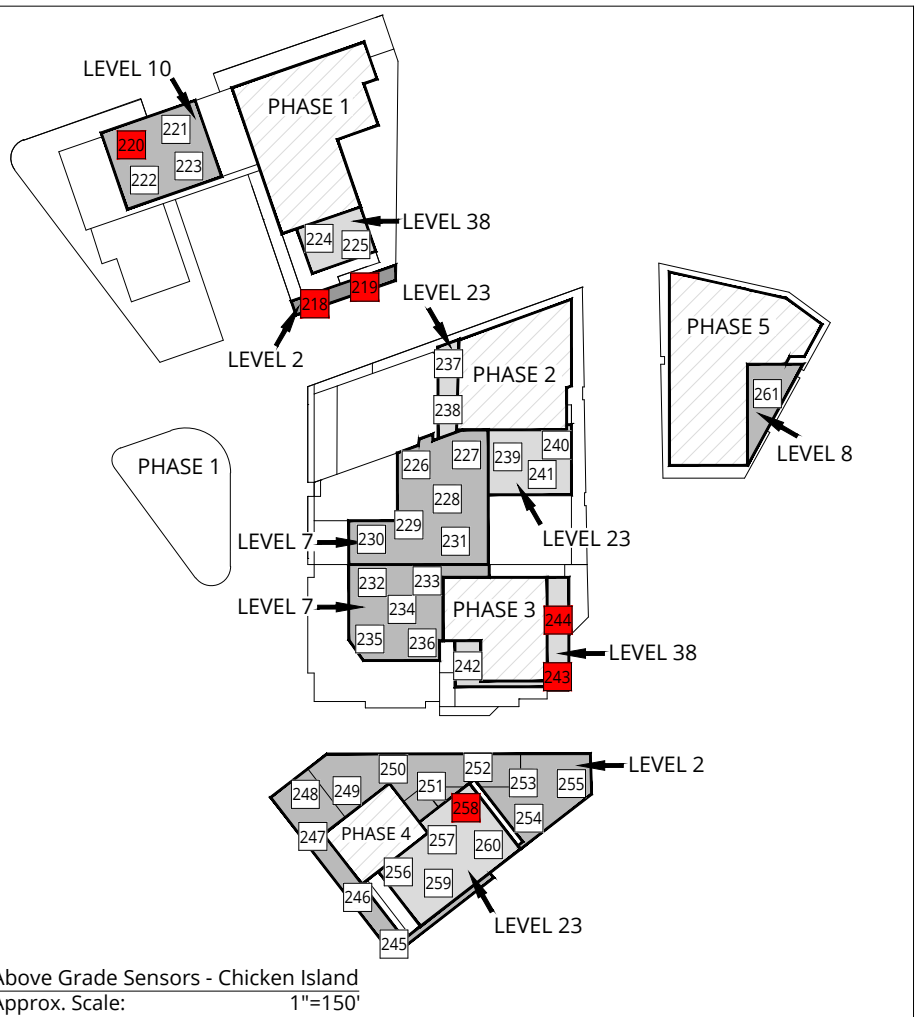 LEVEL 10
PHASE 1
221
220
223
222
LEVEL 38
224
225
219
218
LEVEL 23
LEVEL 2
PHASE 5
237
PHASE 2
261
238
LEVEL 8
240
227
239
226
241
PHASE 1
228
229
LEVEL 23
LEVEL 7
230
231
232
233
LEVEL 7
234
PHASE 3
244
235
236
LEVEL 38
242
243
252
LEVEL 2
250
253
255
251
249
248
258
254
247
PHASE 4
257
260
256
259
246
LEVEL 23
245
Above Grade Sensors - Chicken Island
Approx. Scale: 1"=150'